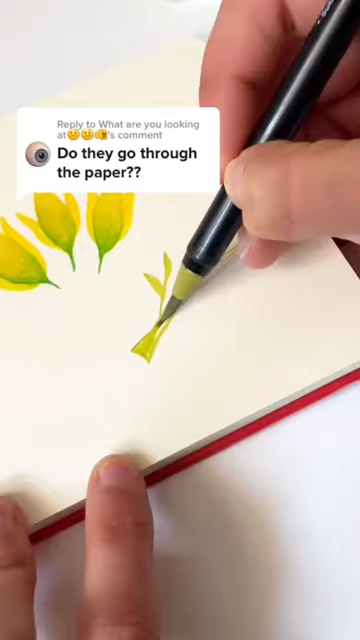 Reply to What are you looking
at🫡🫡🫣's comment
Do they go through
the paper??